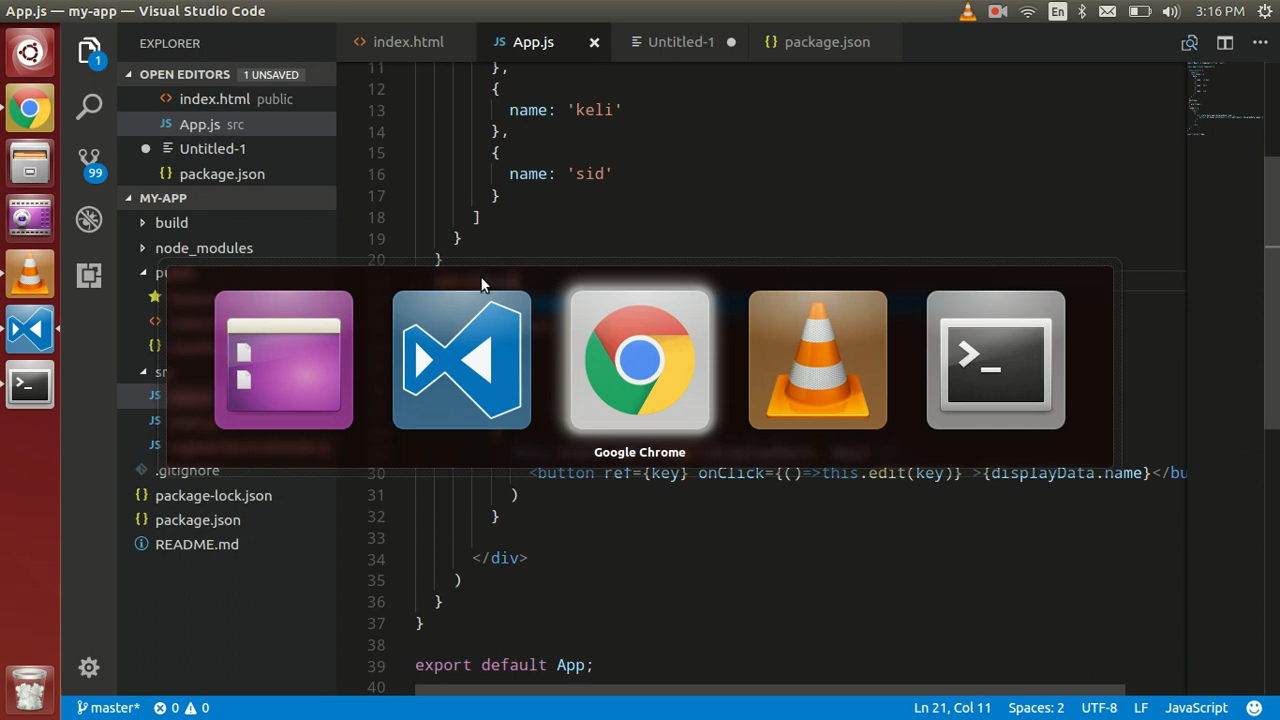 App.js — my-app — Visual Studio Code
En
3:16 PM
EXPLORER
index.html
App.js
Untitled-1
package.json
OPEN EDITORS 1 UNSAVED
index.html public
App.js src
Untitled-1
package.json
MY-APP
build
node_modules
.gitignore
package-lock.json
package.json
README.md
1
99
11 },
12 {
13 name: 'keli'
14 },
15 {
16 name: 'sid'
17 }
18 ]
19 }
20 }
Google Chrome
30 <button ref={key} onClick={()=>this.edit(key)} >{displayData.name}</bu
31 )
32 }
33
34 </div>
35 )
36 }
37 }
38
39 export default App;
40
master* 0 0
Ln 21, Col 11 Spaces: 2 UTF-8 LF JavaScript